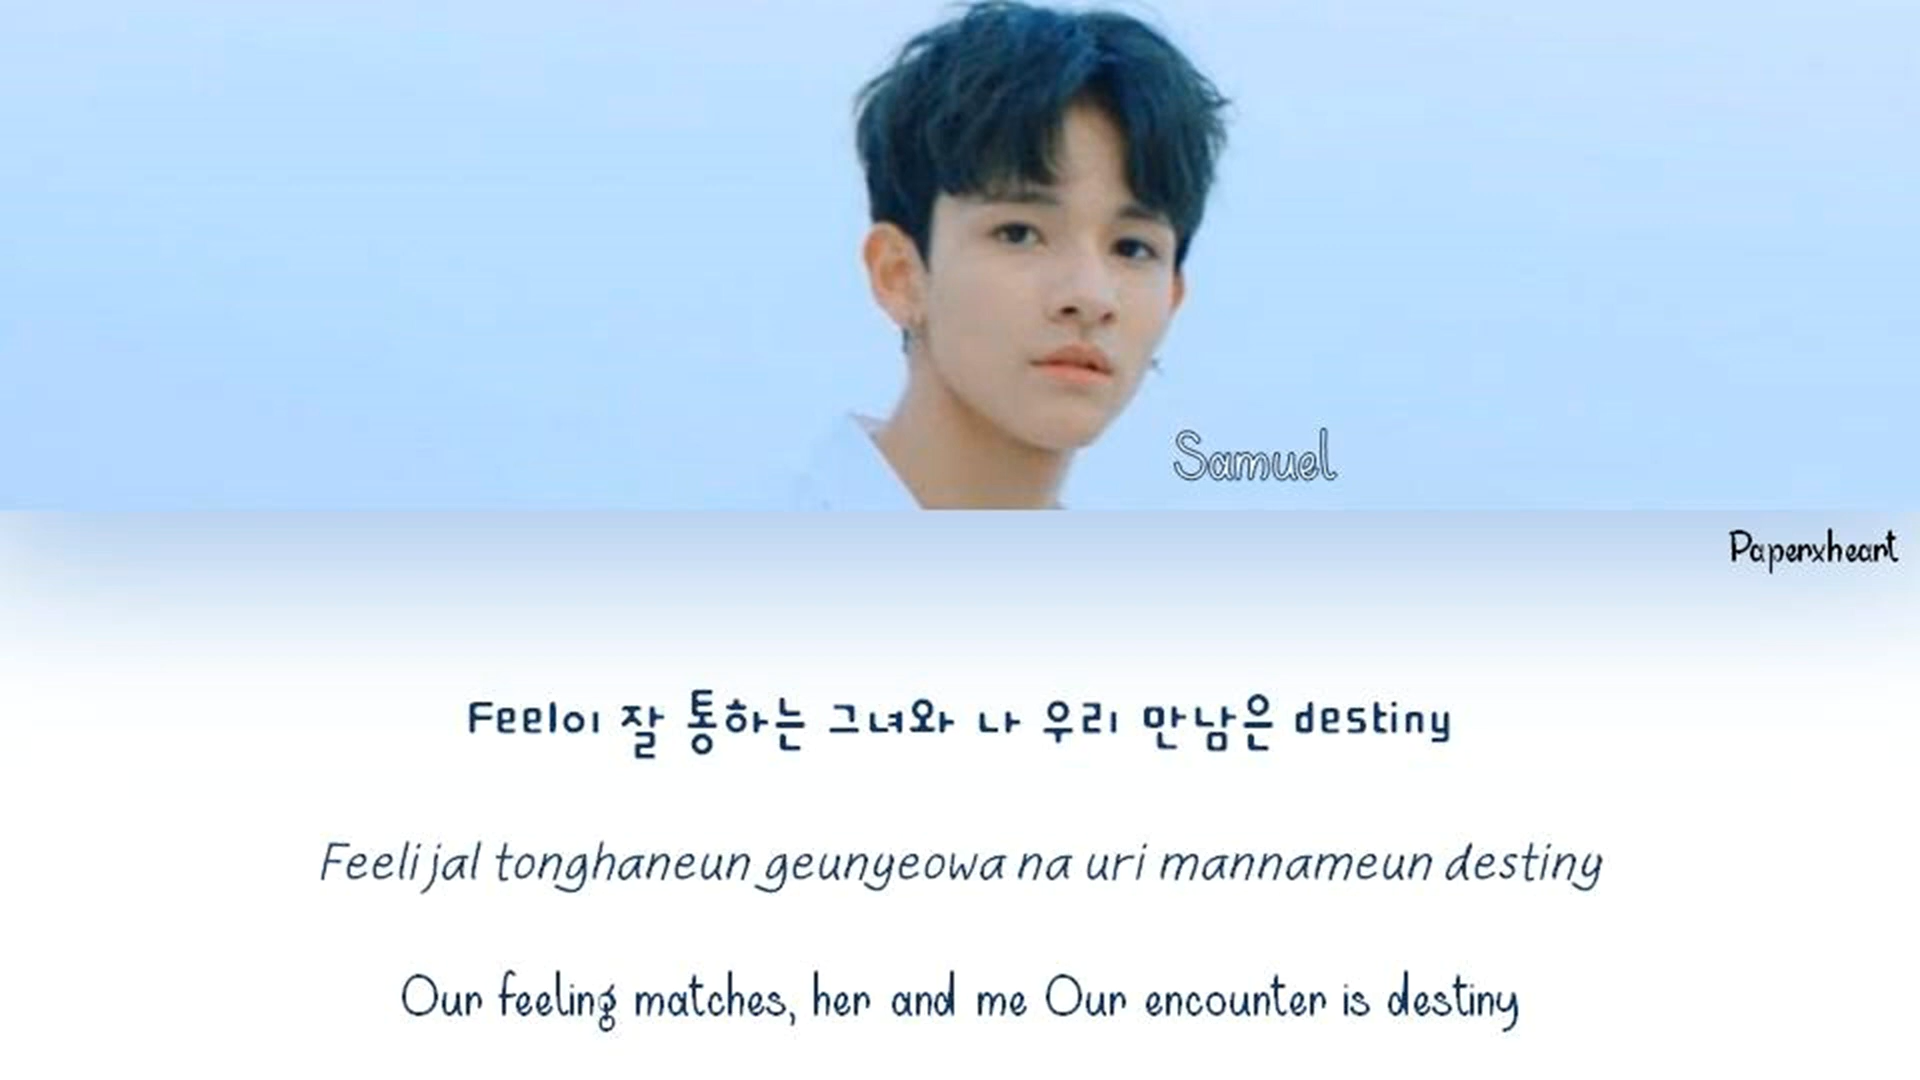 Samuel
Paperxheart
Feel이 잘 통하는 그녀와 나 우리 만남은 destiny
Feeli jal tonghaneun geunyeowa na uri mannameun destiny
Our feeling matches, her and me Our encounter is destiny